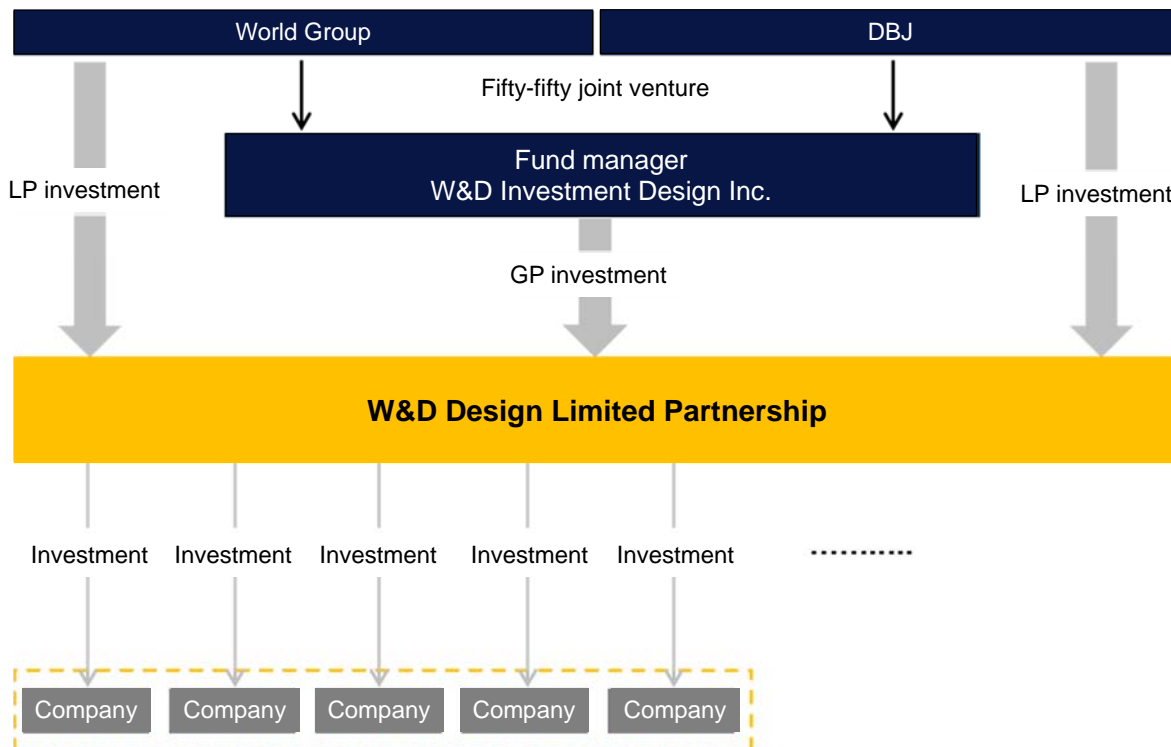 World Group
DBJ
Fifty-fifty joint venture
Fund manager
W&D Investment Design Inc.
LP investment
LP investment
GP investment
W&D Design Limited Partnership
Investment
Investment
Investment
Investment
Investment
Company
Company
Company
Company
Company